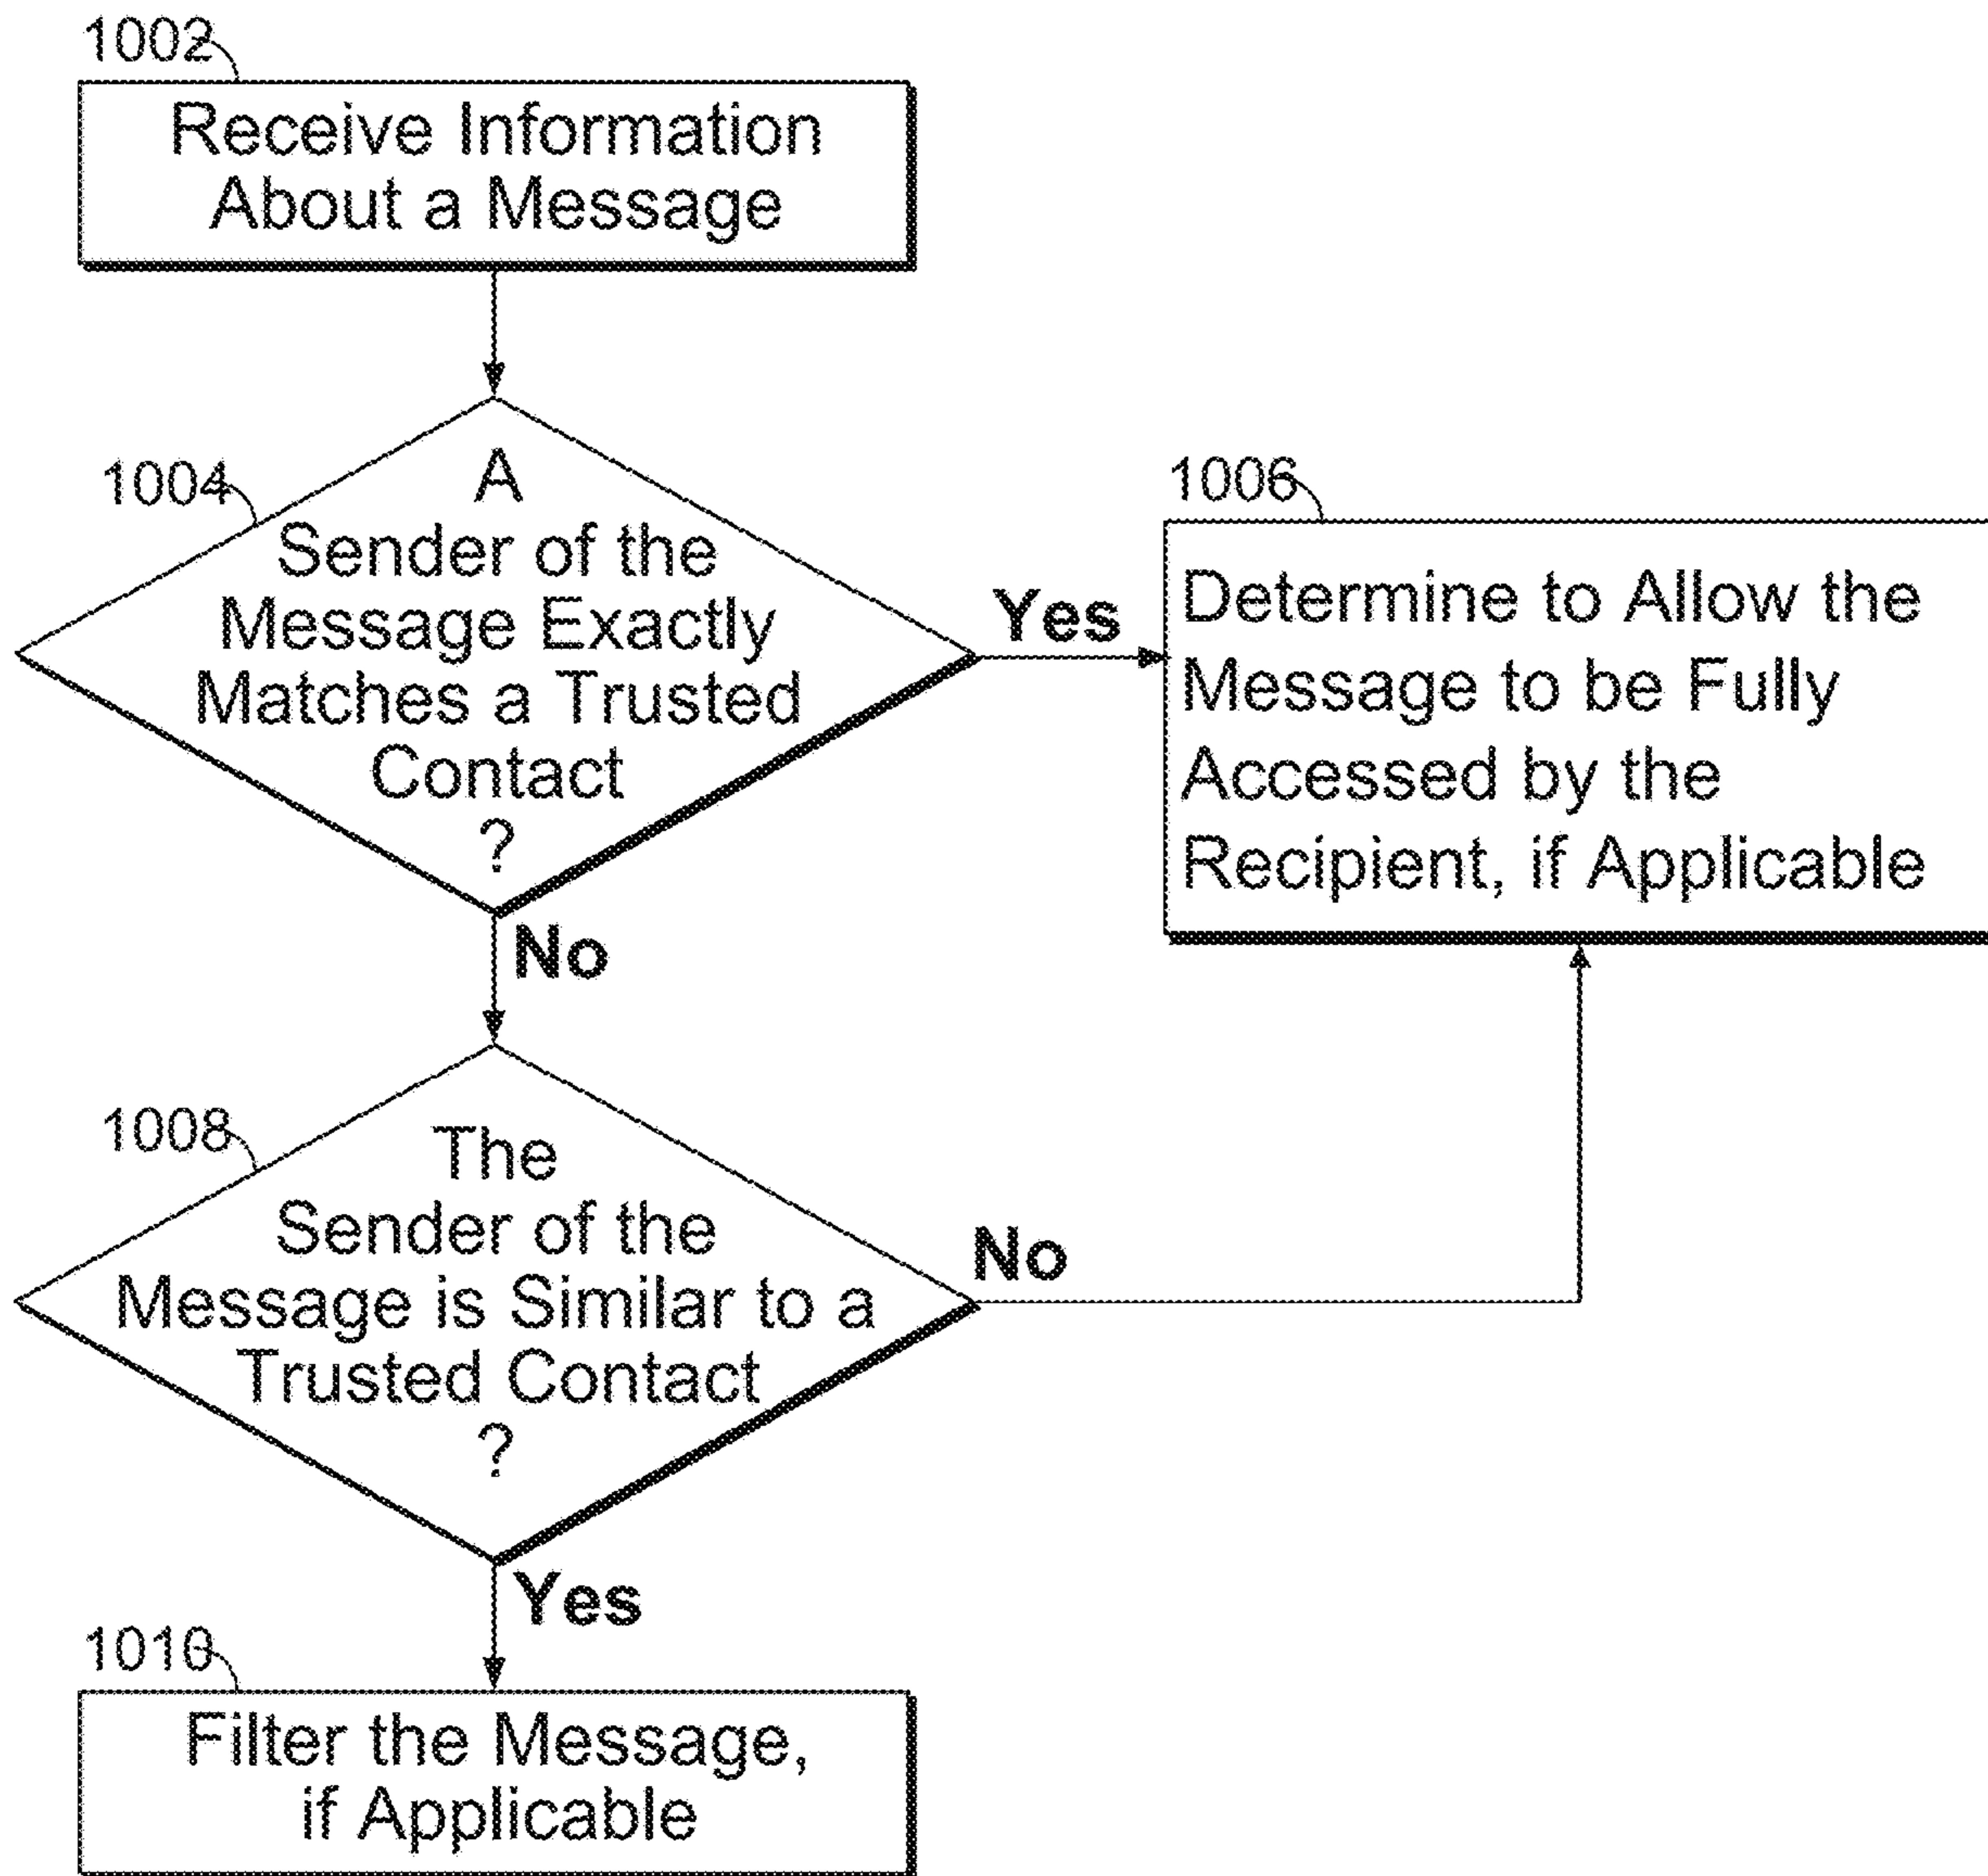 1002
Receive Information
About a Message
1004
A
Sender of the
Message Exactly
Matches a Trusted
Contact
?
Yes
1006
Determine to Allow the
Message to be Fully
Accessed by the
Recipient, if Applicable
No
1008
The
Sender of the
Message is Similar to a
Trusted Contact
?
No
Yes
1010
Filter the Message,
if Applicable